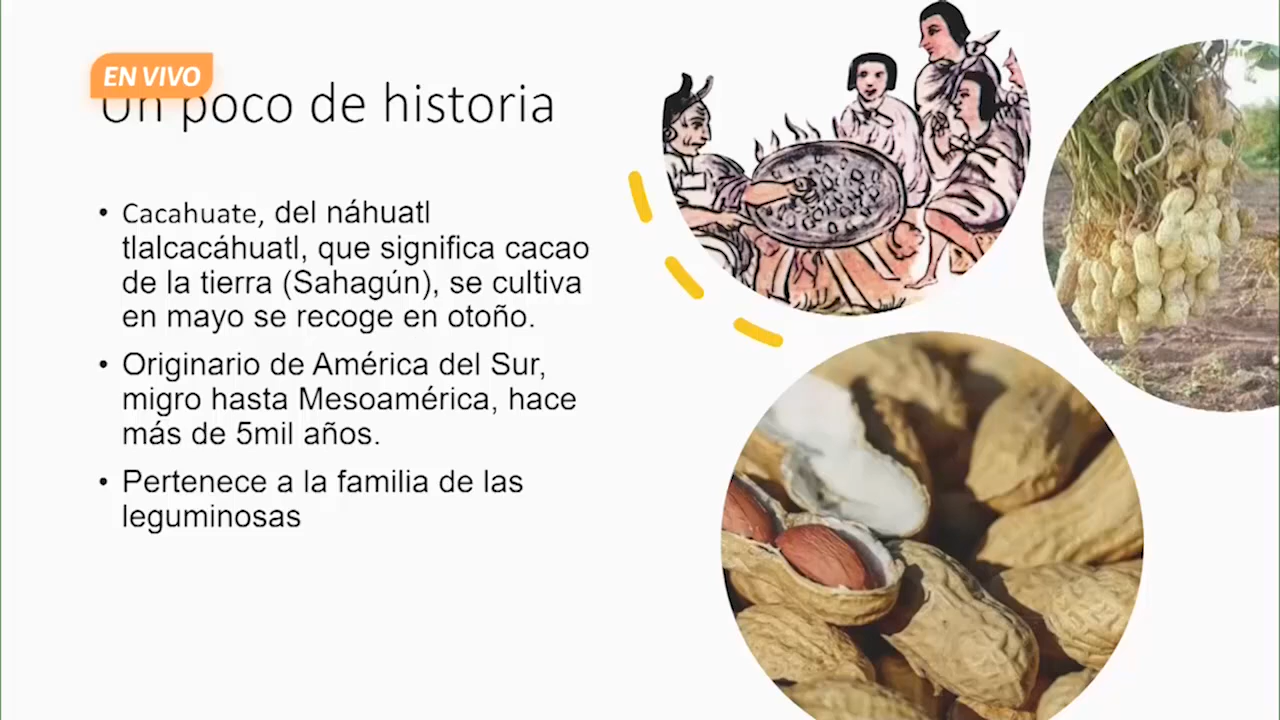 EN VIVO
Un poco de historia
• Cacahuate, del náhuatl
tlalcacáhuatl, que significa cacao
de la tierra (Sahagún), se cultiva
en mayo se recoge en otoño.
• Originario de América del Sur,
migro hasta Mesoamérica, hace
más de 5mil años.
• Pertenece a la familia de las
leguminosas